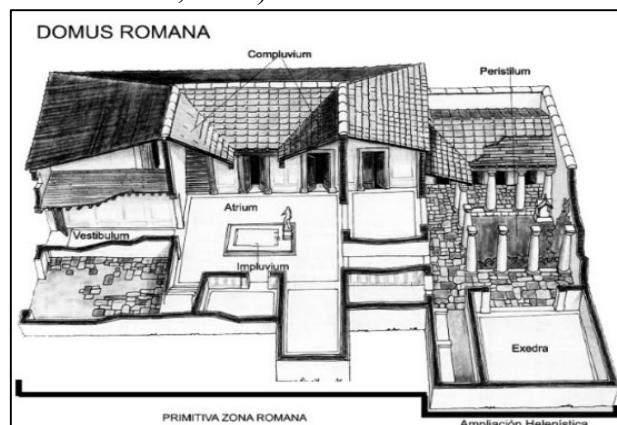 DOMUS ROMANA
Compluvium
Peristilum
Atrium
Vestibulum
Impluvium
Exedra
PRIMITIVA ZONA ROMANA
Ampliación Helenística